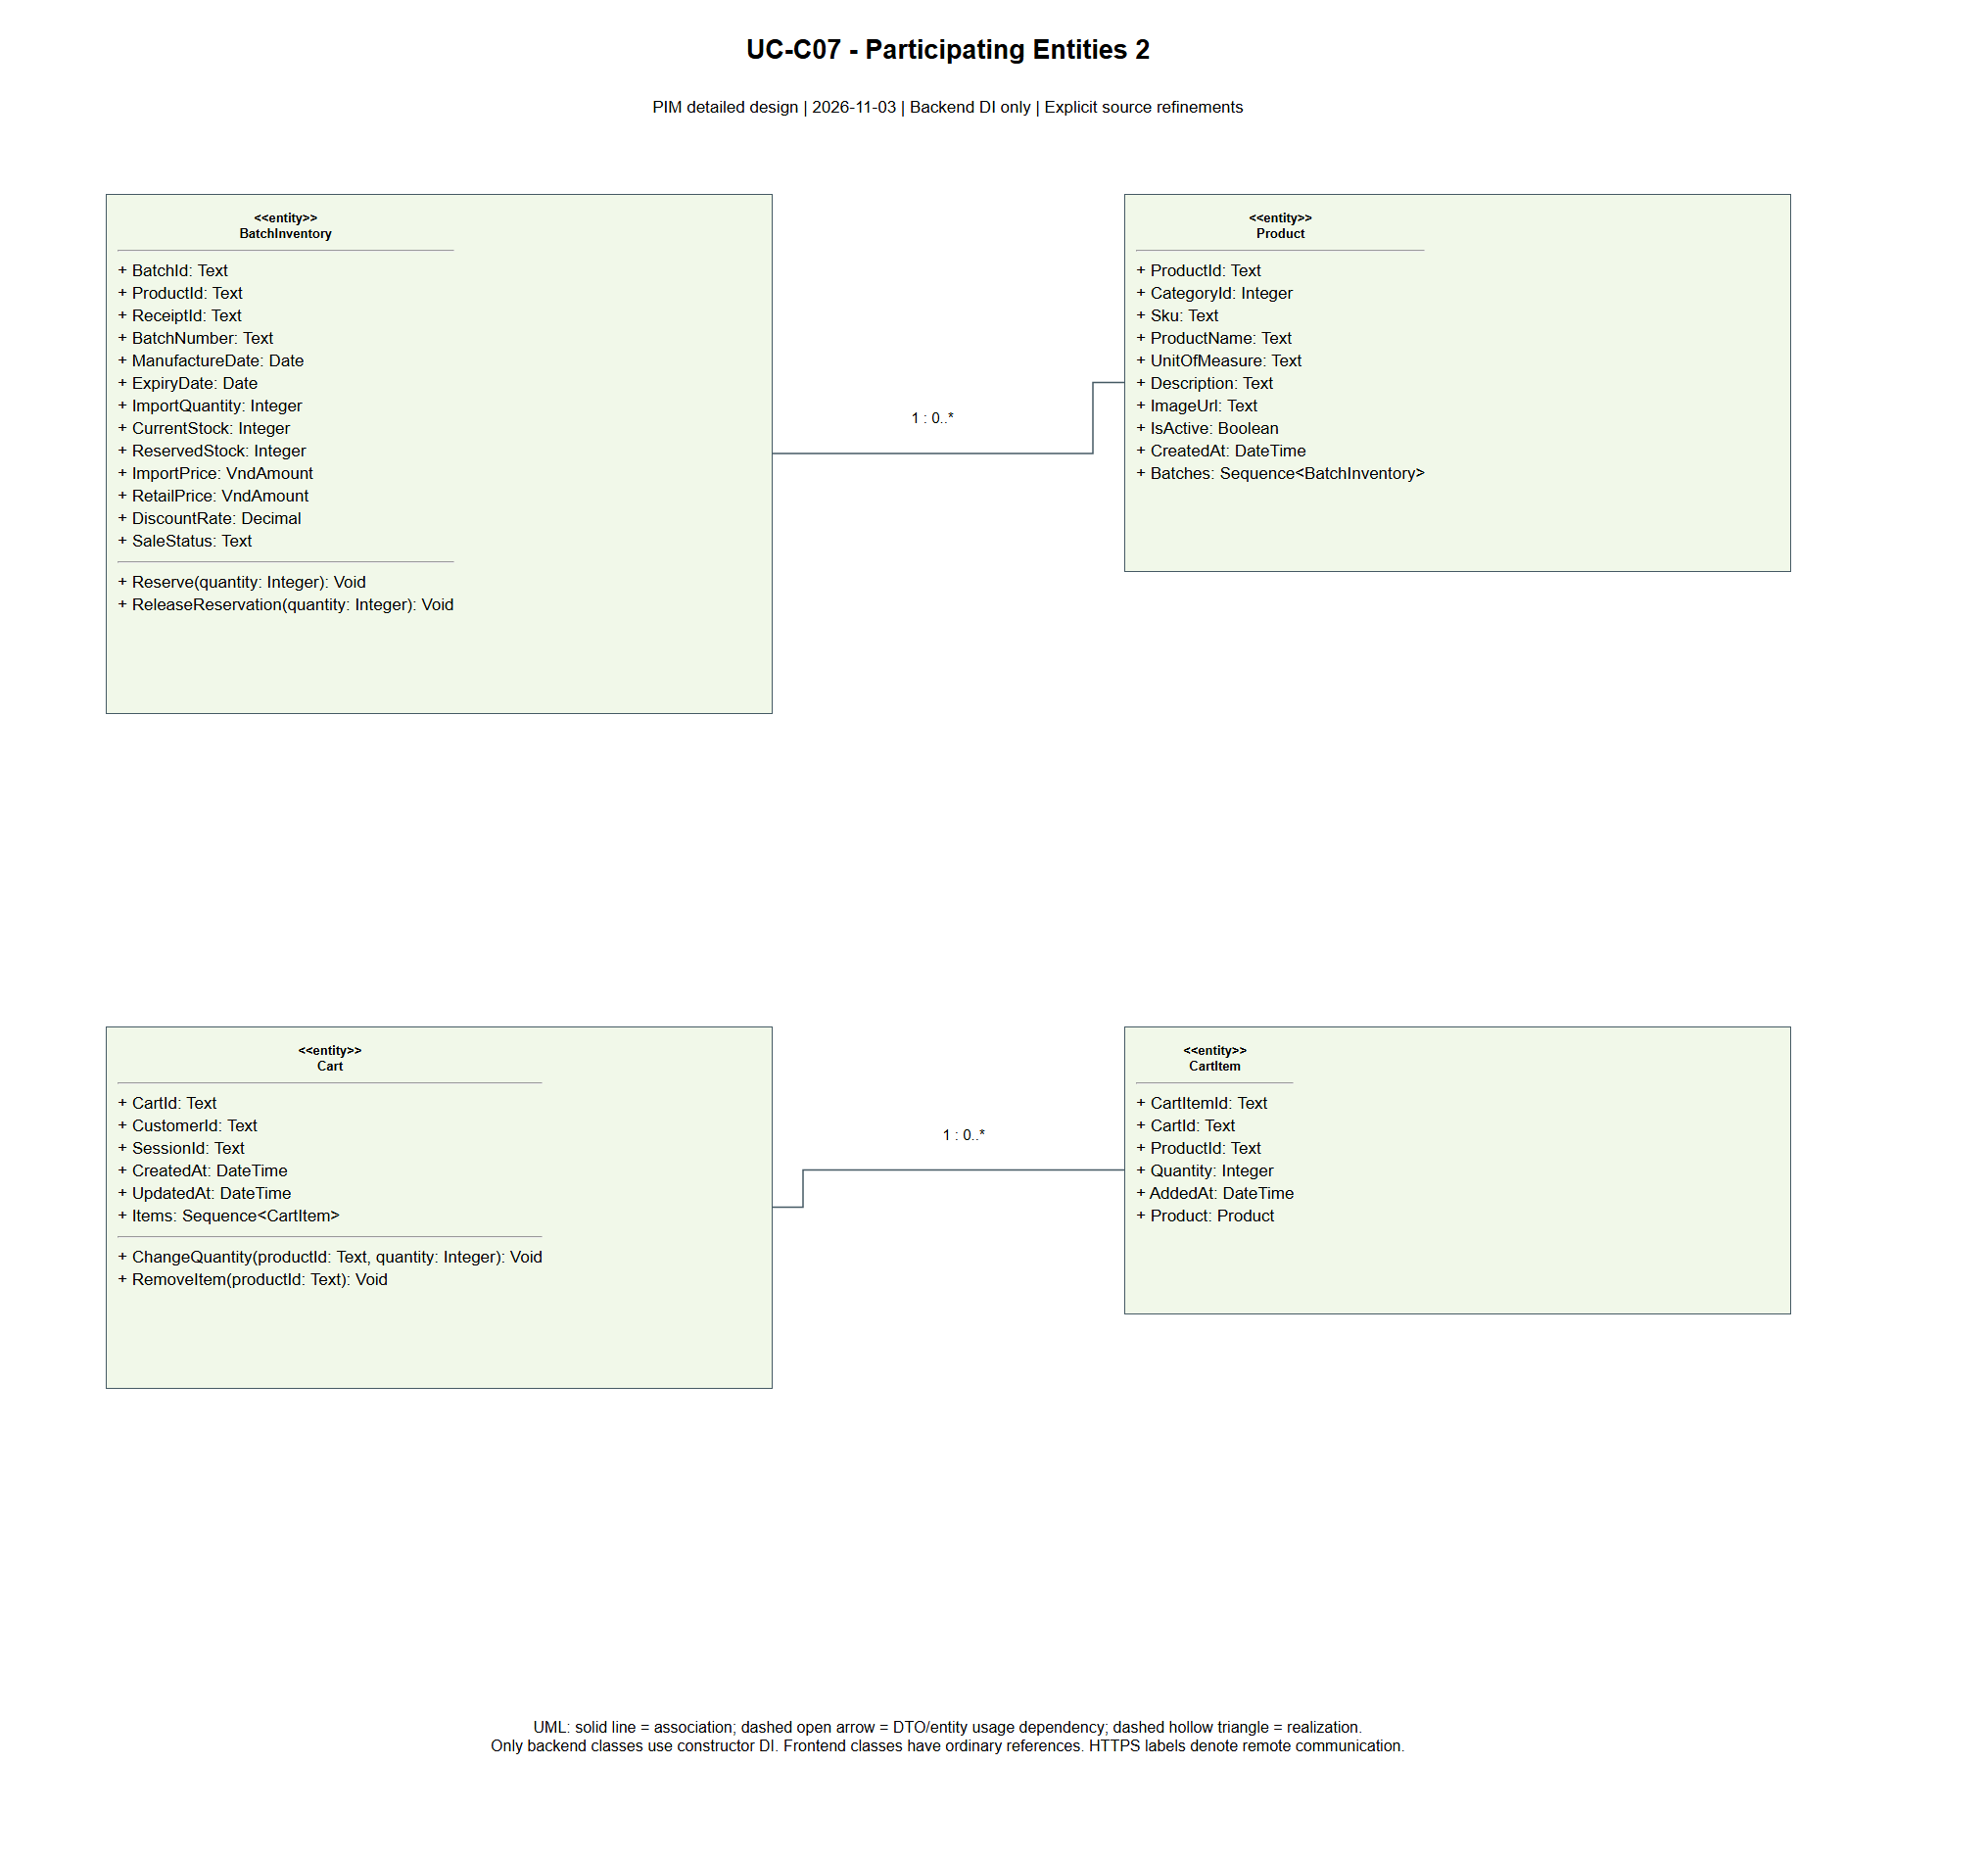 UC-C07 - Participating Entities 2
PIM detailed design | 2026-11-03 | Backend DI only | Explicit source refinements
<<entity>>
BatchInventory
+ BatchId: Text
+ ProductId: Text
+ ReceiptId: Text
+ BatchNumber: Text
+ ManufactureDate: Date
+ ExpiryDate: Date
+ ImportQuantity: Integer
+ CurrentStock: Integer
+ ReservedStock: Integer
+ ImportPrice: VndAmount
+ RetailPrice: VndAmount
+ DiscountRate: Decimal
+ SaleStatus: Text
+ Reserve(quantity: Integer): Void
+ ReleaseReservation(quantity: Integer): Void
1 : 0..*
<<entity>>
Product
+ ProductId: Text
+ CategoryId: Integer
+ Sku: Text
+ ProductName: Text
+ UnitOfMeasure: Text
+ Description: Text
+ ImageUrl: Text
+ IsActive: Boolean
+ CreatedAt: DateTime
+ Batches: Sequence<BatchInventory>
<<entity>>
Cart
+ CartId: Text
+ CustomerId: Text
+ SessionId: Text
+ CreatedAt: DateTime
+ UpdatedAt: DateTime
+ Items: Sequence<CartItem>
+ ChangeQuantity(productId: Text, quantity: Integer): Void
+ RemoveItem(productId: Text): Void
1 : 0..*
<<entity>>
CartItem
+ CartItemId: Text
+ CartId: Text
+ ProductId: Text
+ Quantity: Integer
+ AddedAt: DateTime
+ Product: Product
UML: solid line = association; dashed open arrow = DTO/entity usage dependency; dashed hollow triangle = realization.
Only backend classes use constructor DI. Frontend classes have ordinary references. HTTPS labels denote remote communication.